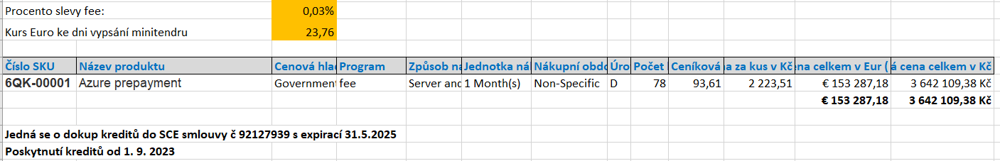 Procento slevy fee: 0,03%
Kurs Euro ke dni vypsání minitendru 23,76
Číslo SKU Název produktu Cenová hlad Program Způsob na Jednotka nál Nákupní obdo Úro Počet Ceníková na za kus v Kč ena celkem v Eur ( á cena celkem v Kč
6QK-00001 Azure prepayment Government fee Server and 1 Month(s) Non-Specific D 78 93,61 2 223,51 € 153 287,18 3 642 109,38 Kč
€ 153 287,18 3 642 109,38 Kč
Jedná se o dokup kreditů do SCE smlouvy č 92127939 s expirací 31.5.2025
Poskytnutí kreditů od 1. 9. 2023